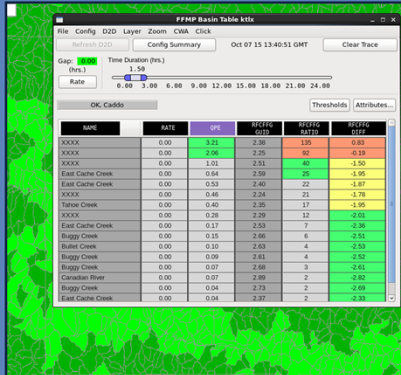 FFMP Basin Table ktlx
File Config D2D Layer Zoom CWA Click
Refresh D2D Config Summary Oct 07 15 13:40:51 GMT Clear Trace
Gap: 0.00 Time Duration (hrs.)
(hrs.) 1.50
Rate 0.00 3.00 6.00 9.00 12.00 15.00 18.00 21.00 24.00
OK, Caddo Thresholds Attributes...
NAME RATE QPE RFCFFG GUID RFCFFG RATIO RFCFFG DIFF
XXXX 0.00 3.21 2.38 135 0.83
XXXX 0.00 2.06 2.25 92 -0.19
XXXX 0.00 1.01 2.51 40 -1.50
East Cache Creek 0.00 0.64 2.59 25 -1.95
East Cache Creek 0.00 0.53 2.40 22 -1.87
XXXX 0.00 0.46 2.24 21 -1.78
Tahoe Creek 0.00 0.40 2.35 17 -1.95
XXXX 0.00 0.28 2.29 12 -2.01
East Cache Creek 0.00 0.17 2.53 7 -2.36
Buggy Creek 0.00 0.15 2.66 6 -2.51
Bullet Creek 0.00 0.10 2.63 4 -2.53
Buggy Creek 0.00 0.09 2.61 4 -2.52
Buggy Creek 0.00 0.07 2.68 3 -2.61
Canadian River 0.00 0.07 2.89 2 -2.82
Buggy Creek 0.00 0.04 2.73 2 -2.69
East Cache Creek 0.00 0.04 2.37 2 -2.33